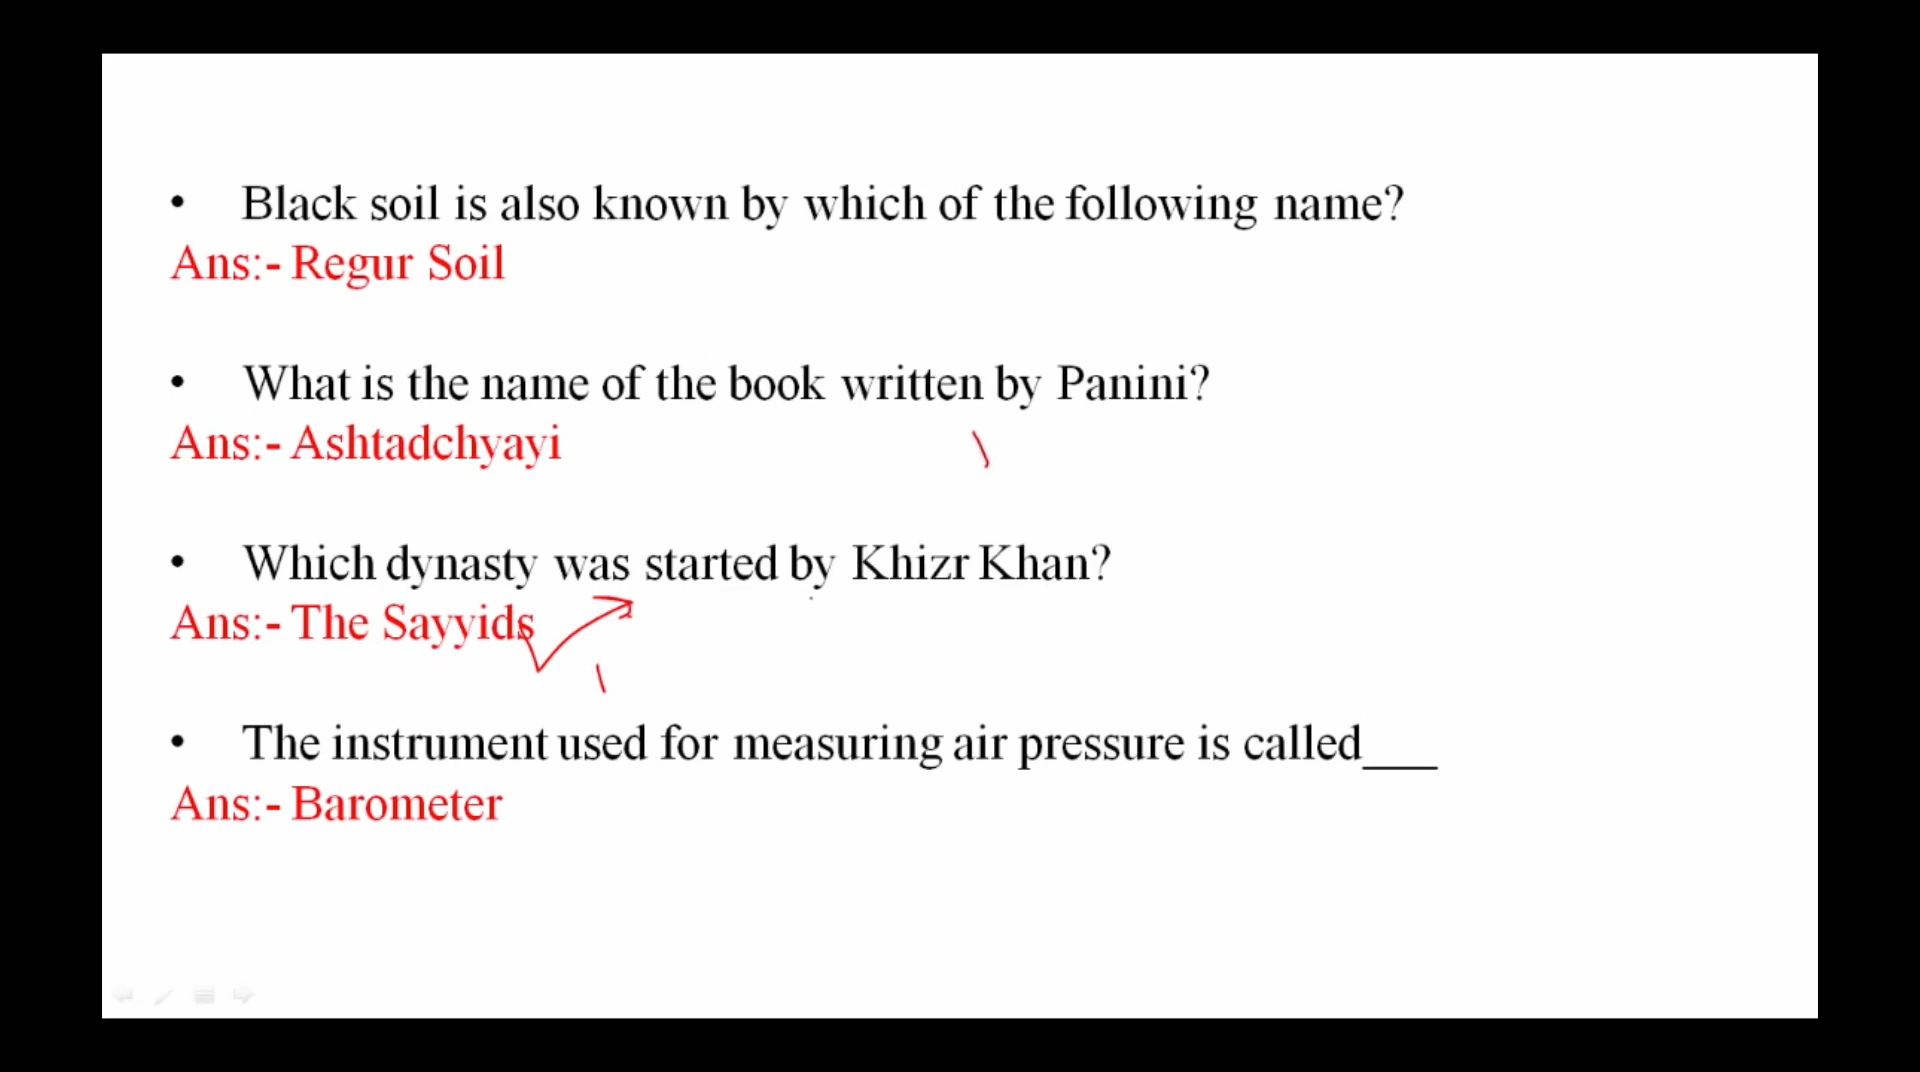 • Black soil is also known by which of the following name?
Ans:- Regur Soil
• What is the name of the book written by Panini?
Ans:- Ashtadchyayi
• Which dynasty was started by Khizr Khan?
Ans:- The Sayyids
• The instrument used for measuring air pressure is called___
Ans:- Barometer